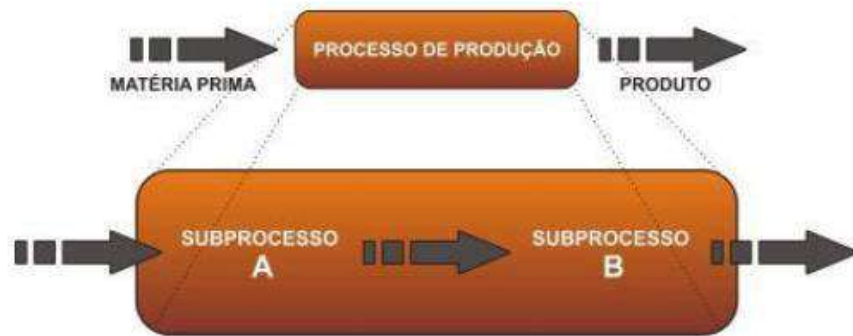 PROCESSO DE PRODUÇÃO
MATÉRIA PRIMA
PRODUTO
SUBPROCESSO
A
SUBPROCESSO
B